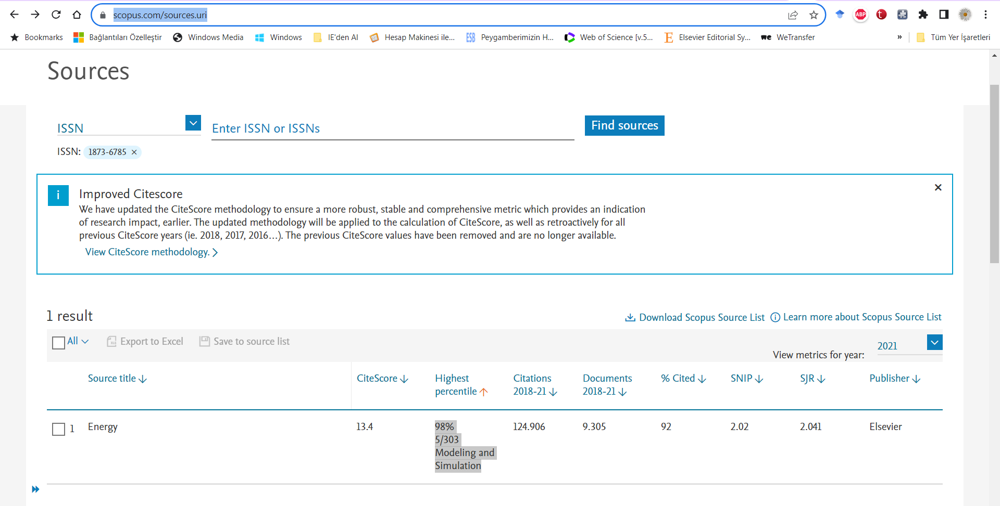 scopus.com/sources.uri
ABP
t
Bookmarks
Bağlantıları Özelleştir
Windows Media
Windows
IE'den Al
Hesap Makinesi ile...
ESB
Peygamberimizin H...
Web of Science [v.5...
E
Elsevier Editorial Sy...
we
WeTransfer
»
Tüm Yer İşaretleri
Sources
ISSN
Enter ISSN or ISSNs
Find sources
ISSN: 1873-6785 ×
i
Improved Citescore
We have updated the CiteScore methodology to ensure a more robust, stable and comprehensive metric which provides an indication
of research impact, earlier. The updated methodology will be applied to the calculation of CiteScore, as well as retroactively for all
previous CiteScore years (ie. 2018, 2017, 2016...). The previous CiteScore values have been removed and are no longer available.
View CiteScore methodology.
1 result
Download Scopus Source List
Learn more about Scopus Source List
All
Export to Excel
Save to source list
View metrics for year:
2021
Source title
CiteScore
Highest
percentile
Citations
2018-21
Documents
2018-21
% Cited
SNIP
SJR
Publisher
1
Energy
13.4
98%
5/303
Modeling and
Simulation
124.906
9.305
92
2.02
2.041
Elsevier